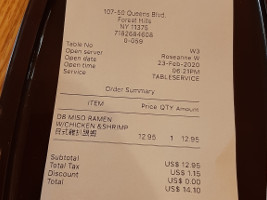 107-50 Queens Blvd.
Forest Hills
NY 11375
7182684608
G-059
Table No W3
Open server Roseanne W
Open date 23-Feb-2020
Open time 06:21PM
Service TABLESERVICE
Order Summary
ITEM Price QTY Amount
D8 MISO RAMEN
W/CHICKEN &SHRIMP
12.95 1 12.95
Subtotal US$ 12.95
Total Tax US$ 1.15
Discount US$ 0.00
Total US$ 14.10